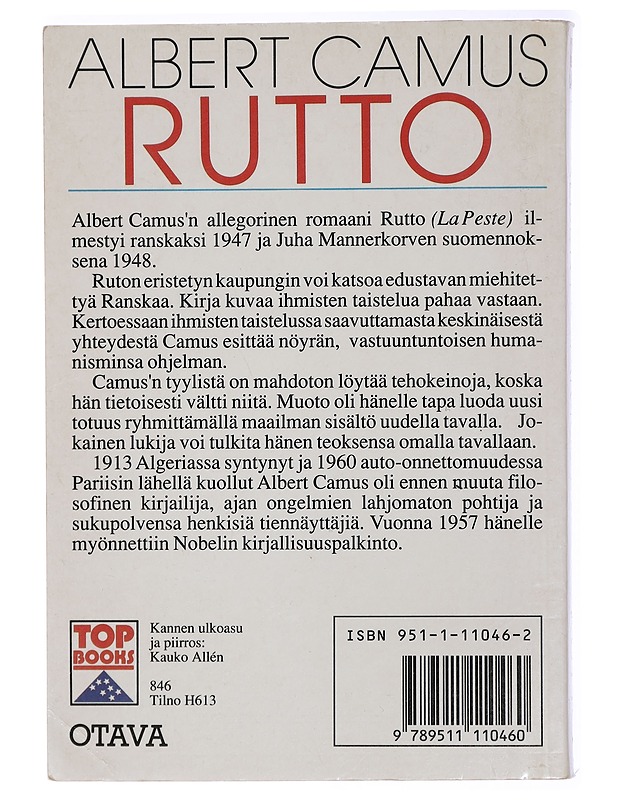 ALBERT CAMUS
RUTTO
Albert Camus'n allegorinen romaani Rutto (La Peste) il-
mestyi ranskaksi 1947 ja Juha Mannerkorven suomennok-
sena 1948.
Ruton eristetyn kaupungin voi katsoa edustavan miehitet-
tyä Ranskaa. Kirja kuvaa ihmisten taistelua pahaa vastaan.
Kertoessaan ihmisten taistelussa saavuttamasta keskinäisestä
yhteydestä Camus esittää nöyrän, vastuuntuntoisen huma-
nisminsa ohjelman.
Camus'n tyylistä on mahdoton löytää tehokeinoja, koska
hän tietoisesti vältti niitä. Muoto oli hänelle tapa luoda uusi
totuus ryhmittämällä maailman sisältö uudella tavalla. Jo-
kainen lukija voi tulkita hänen teoksensa omalla tavallaan.
1913 Algeriassa syntynyt ja 1960 auto-onnettomuudessa
Pariisin lähellä kuollut Albert Camus oli ennen muuta filo-
sofinen kirjailija, ajan ongelmien lahjomaton pohtija ja
sukupolvensa henkisiä tiennäyttäjiä. Vuonna 1957 hänelle
myönnettiin Nobelin kirjallisuuspalkinto.
TOP
BOOKS
Kannen ulkoasu
ja piirros:
Kauko Allén
846
Tilno H613
OTAVA
ISBN 951-1-11046-2
9 789511 110460